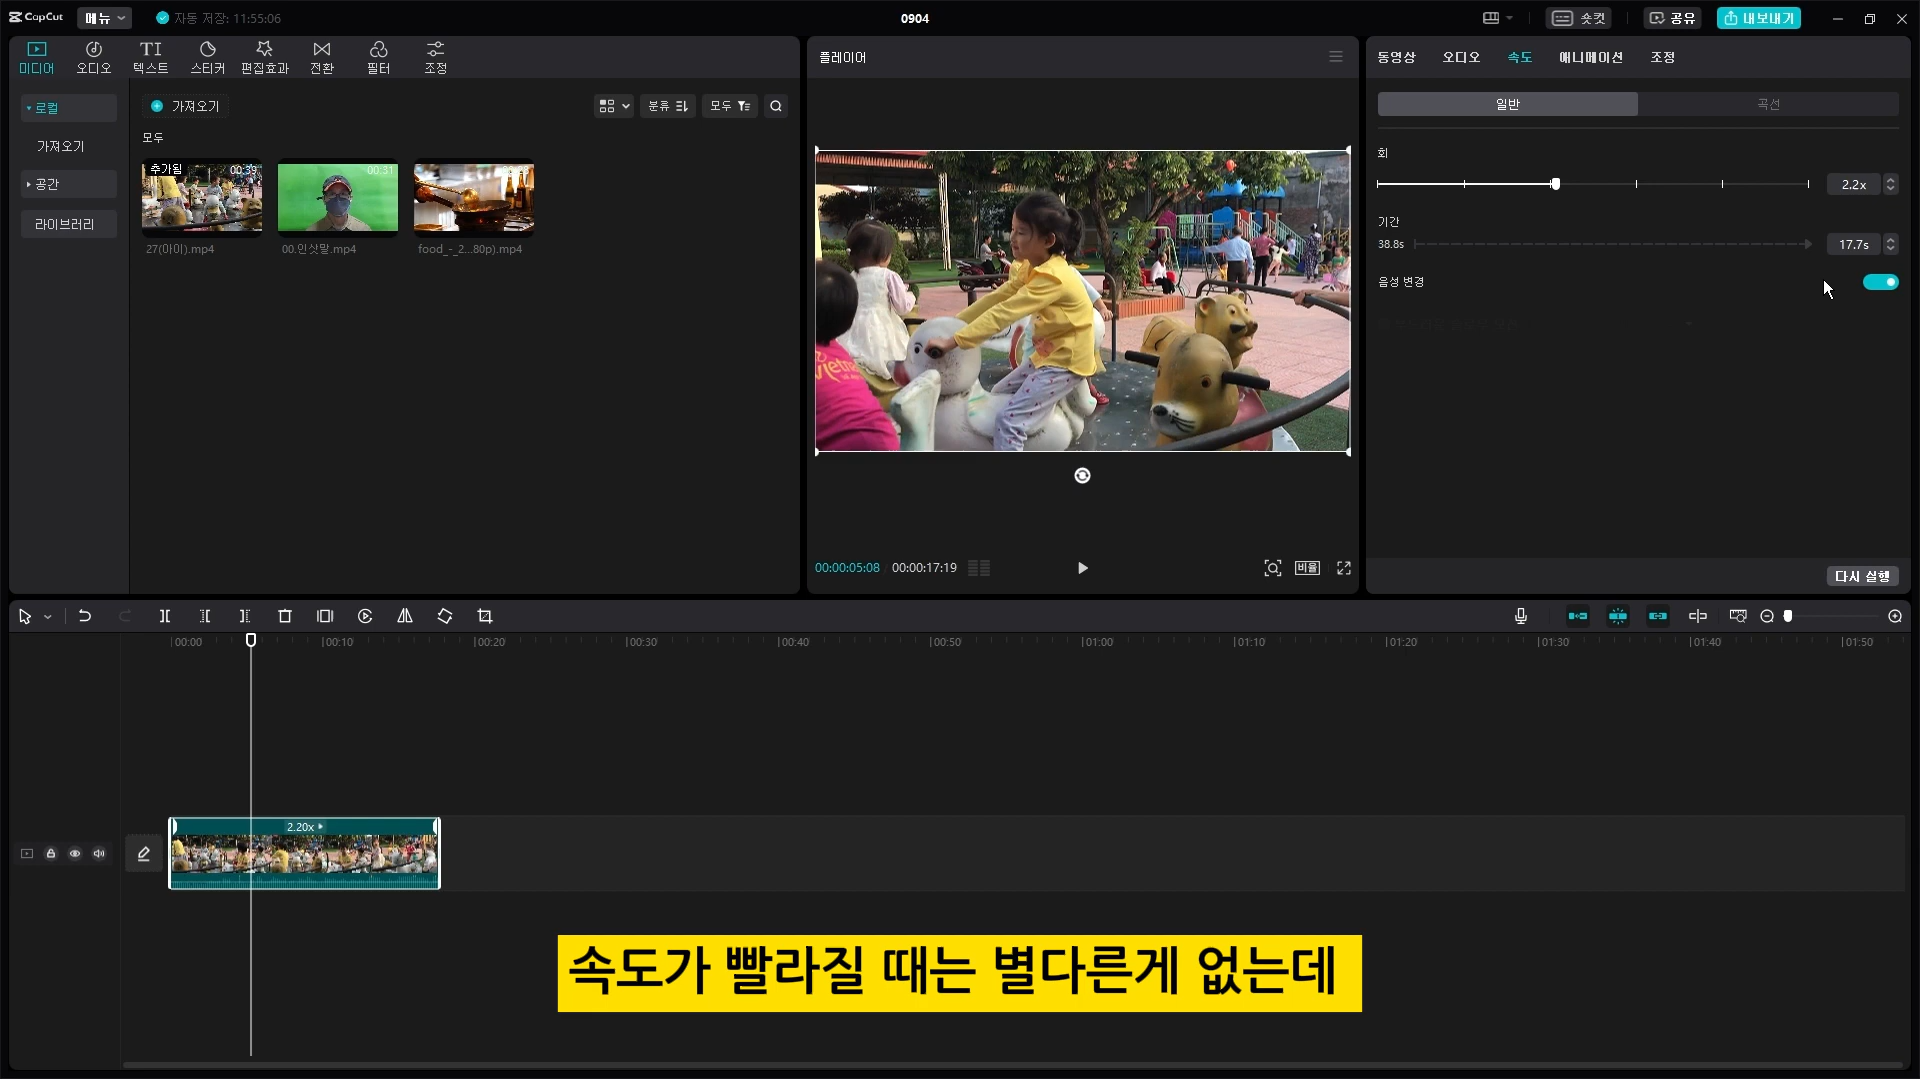 CapCut 메뉴 자동 저장: 11:55:06 0904 숏컷 공유 내보내기
미디어 오디오 텍스트 스티커 편집효과 전환 필터 조정
로컬
가져오기
공간
라이브러리
가져오기 분류 모두
모두
추가됨 00:39 00:31
27(아이).mp4 00.인삿말.mp4 food_-_2...80p).mp4
플레이어
Vietnam
00:00:05:08 00:00:17:19 비율
동영상 오디오 속도 애니메이션 조정
일반 곡선
회
2.2x
기간
38.8s 17.7s
음성 변경
다시 실행
00:00 00:10 00:20 00:30 00:40 00:50 01:00 01:10 01:20 01:30 01:40 01:50
2.20x
속도가 빨라질 때는 별다른게 없는데